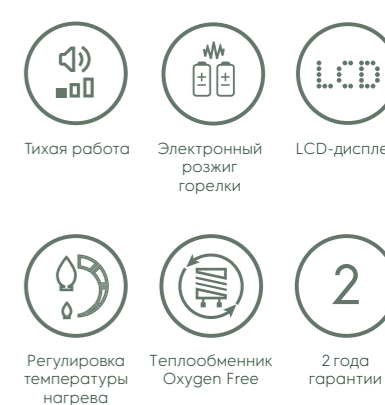 LCD
Тихая работа
Электронный
розжиг
горелки
LCD-диспле
2
Регулировка
температуры
нагрева
Теплообменник
Oxygen Free
2 года
гарантии